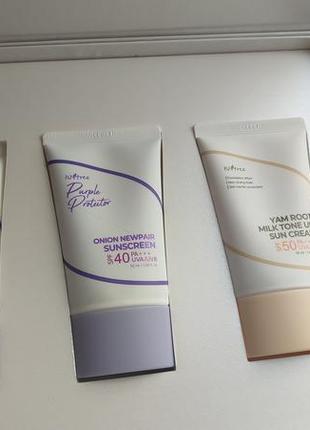 Isntree
Purple
Protector
ONION NEWPAIR
SUNSCREEN
SPF 40 PA+++
UVA/UVB
Isntree
YAM ROOT
MILK TONE U
SUN CREA
SPF 50 PA